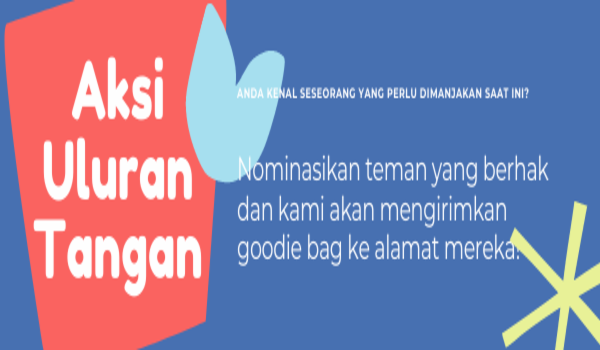 Aksi
Uluran
Tangan
ANDA KENAL SESEORANG YANG PERLU DIMANJAKAN SAAT INI?
Nominasikan teman yang berhak
dan kami akan mengirimkan
goodie bag ke alamat mereka.